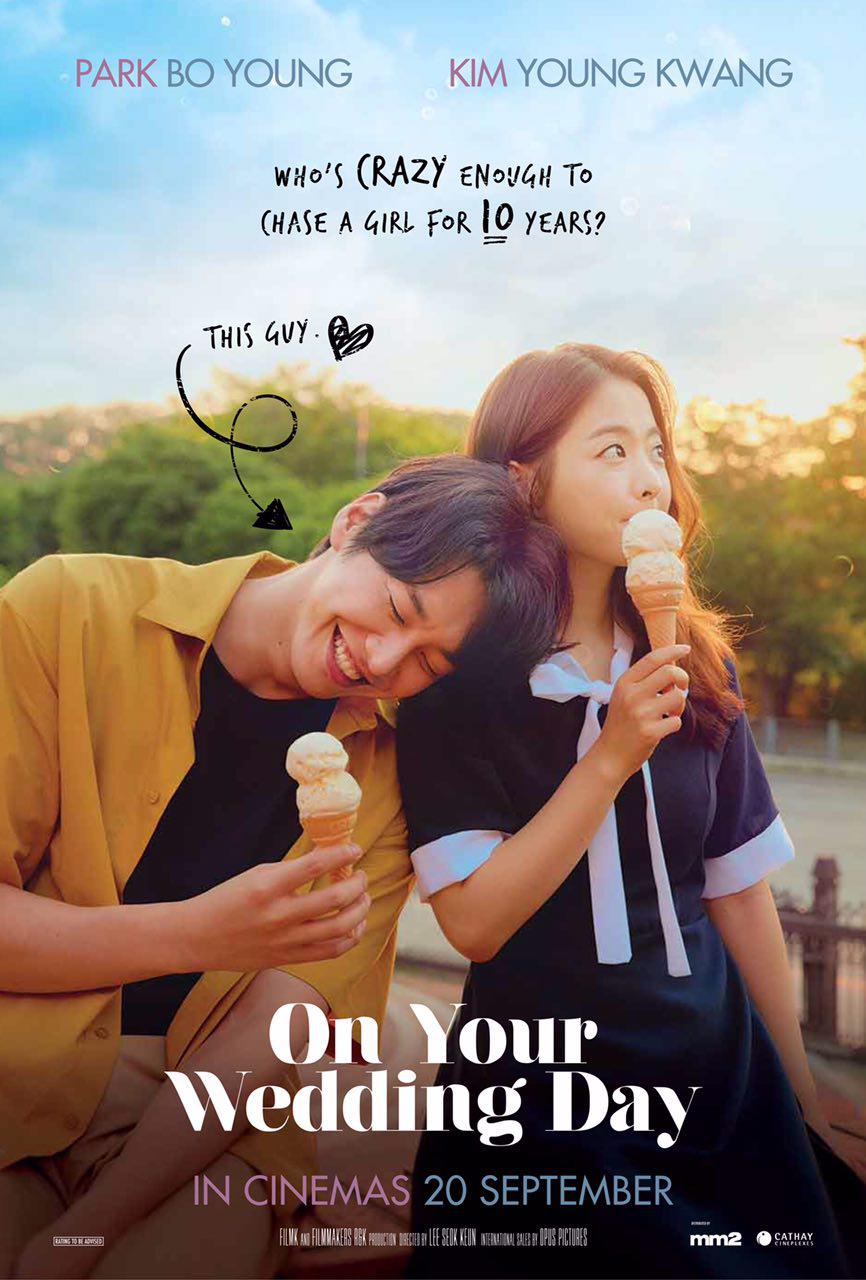 PARK BO YOUNG
KIM YOUNG KWANG
WHO'S CRAZY ENOUGH TO
CHASE A GIRL FOR 10 YEARS?
THIS GUY.
On Your
Wedding Day
IN CINEMAS 20 SEPTEMBER
RATING TO BE ADVISED
FILMK AND FILMMAKERS R&K PRODUCTION DIRECTED BY LEE SEOK KEUN INTERNATIONAL SALES BY OPUS PICTURES
DISTRIBUTED BY
mm2
CATHAY
CINEPLEXES